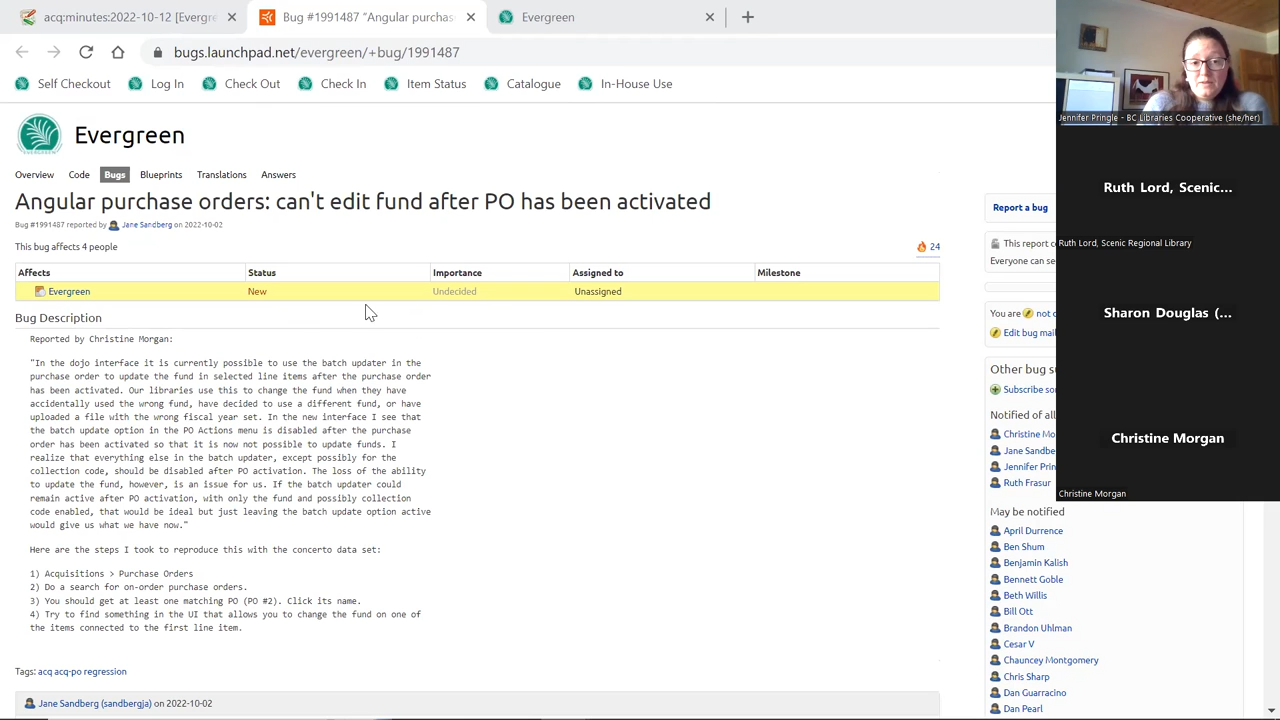 acq:minutes:2022-10-12 [Evergre
Bug #1991487 “Angular purchas
Evergreen
bugs.launchpad.net/evergreen/+bug/1991487
Self Checkout
Log In
Check Out
Check
Item Status
Catalogue
In-House Use
Jennifer Pringle - BC Libraries Cooperative (she/her)
Evergreen
Overview Code Bugs Blueprints Translations Answers
Ruth Lord, Scenic...
Angular purchase orders: can't edit fund after PO has been activated
Report a bug
Bug #1991487 reported by Jane Sandberg on 2022-10-02
This bug affects 4 people
24
This report c
Ruth Lord, Scenic Regional Library
Everyone can se
Affects Status Importance Assigned to Milestone
Evergreen New Undecided Unassigned
You are not c
Sharon Douglas (...
Edit bug mail
Bug Description
Reported by Christine Morgan:
"In the dojo interface it is currently possible to use the batch updater in the
purchase order to update the fund in selected line items after the purchase order
has been activated. Our libraries use this to change the fund when they have
accidentally used the wrong fund, have decided to use a different fund, or have
uploaded a file with the wrong fiscal year set. In the new interface I see that
the batch update option in the PO Actions menu is disabled after the purchase
order has been activated so that it is now not possible to update funds. I
realize that everything else in the batch updater, except possibly for the
collection code, should be disabled after PO activation. The loss of the ability
to update the fund, however, is an issue for us. If the batch updater could
remain active after PO activation, with only the fund and possibly collection
code enabled, that would be ideal but just leaving the batch update option active
would give us what we have now."
Here are the steps I took to reproduce this with the concerto data set:
1) Acquisitions > Purchase Orders
2) Do a search for on-order purchase orders.
3) You should get at least one matching PO (PO #2). Click its name.
4) Try to find something in the UI that allows you to change the fund on one of
the items connected to the first line item.
Tags: acq acq-po regression
Jane Sandberg (sandbergja) on 2022-10-02
Other bug su
Subscribe so
Notified of all
Christine Mo
Jane Sandbe
Jennifer Prin
Ruth Frasur
Christine Morgan
Christine Morgan
May be notified
April Durrence
Ben Shum
Benjamin Kalish
Bennett Goble
Beth Willis
Bill Ott
Brandon Uhlman
Cesar V
Chauncey Montgomery
Chris Sharp
Dan Guarracino
Dan Pearl